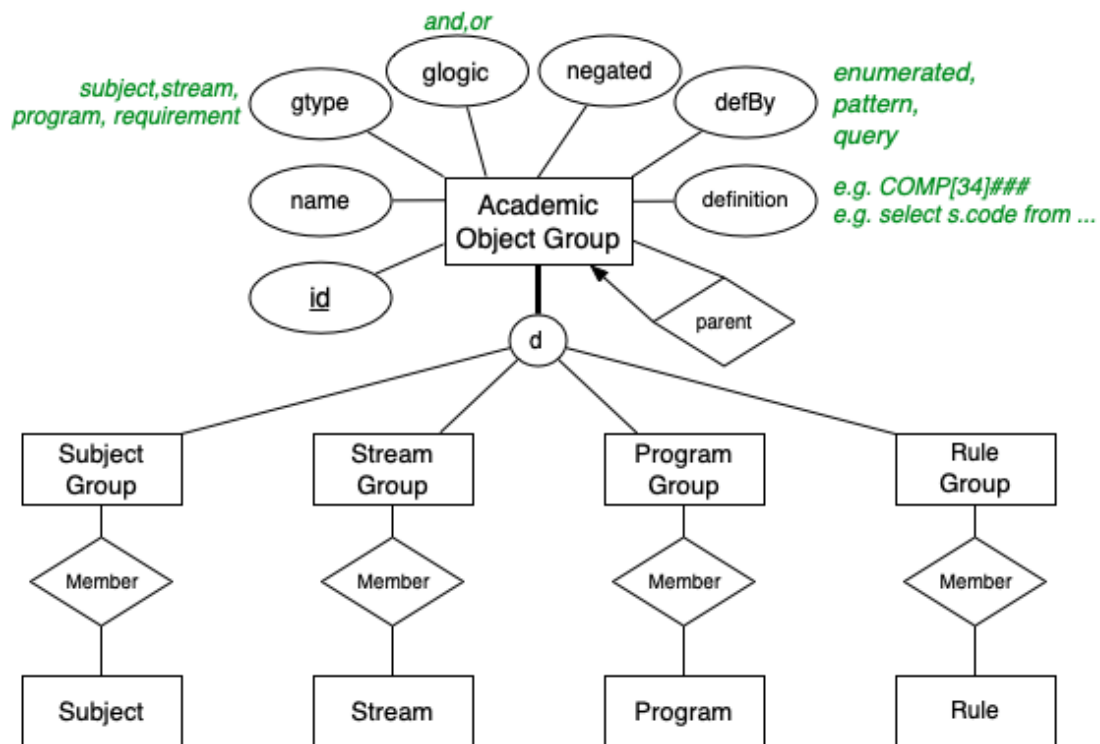 and,or
glogic
negated
subject,stream,
program, requirement
gtype
defBy
enumerated,
pattern,
query
name
Academic
Object Group
definition
e.g. COMP[34]###
e.g. select s.code from ...
id
parent
d
Subject
Group
Stream
Group
Program
Group
Rule
Group
Member
Member
Member
Member
Subject
Stream
Program
Rule